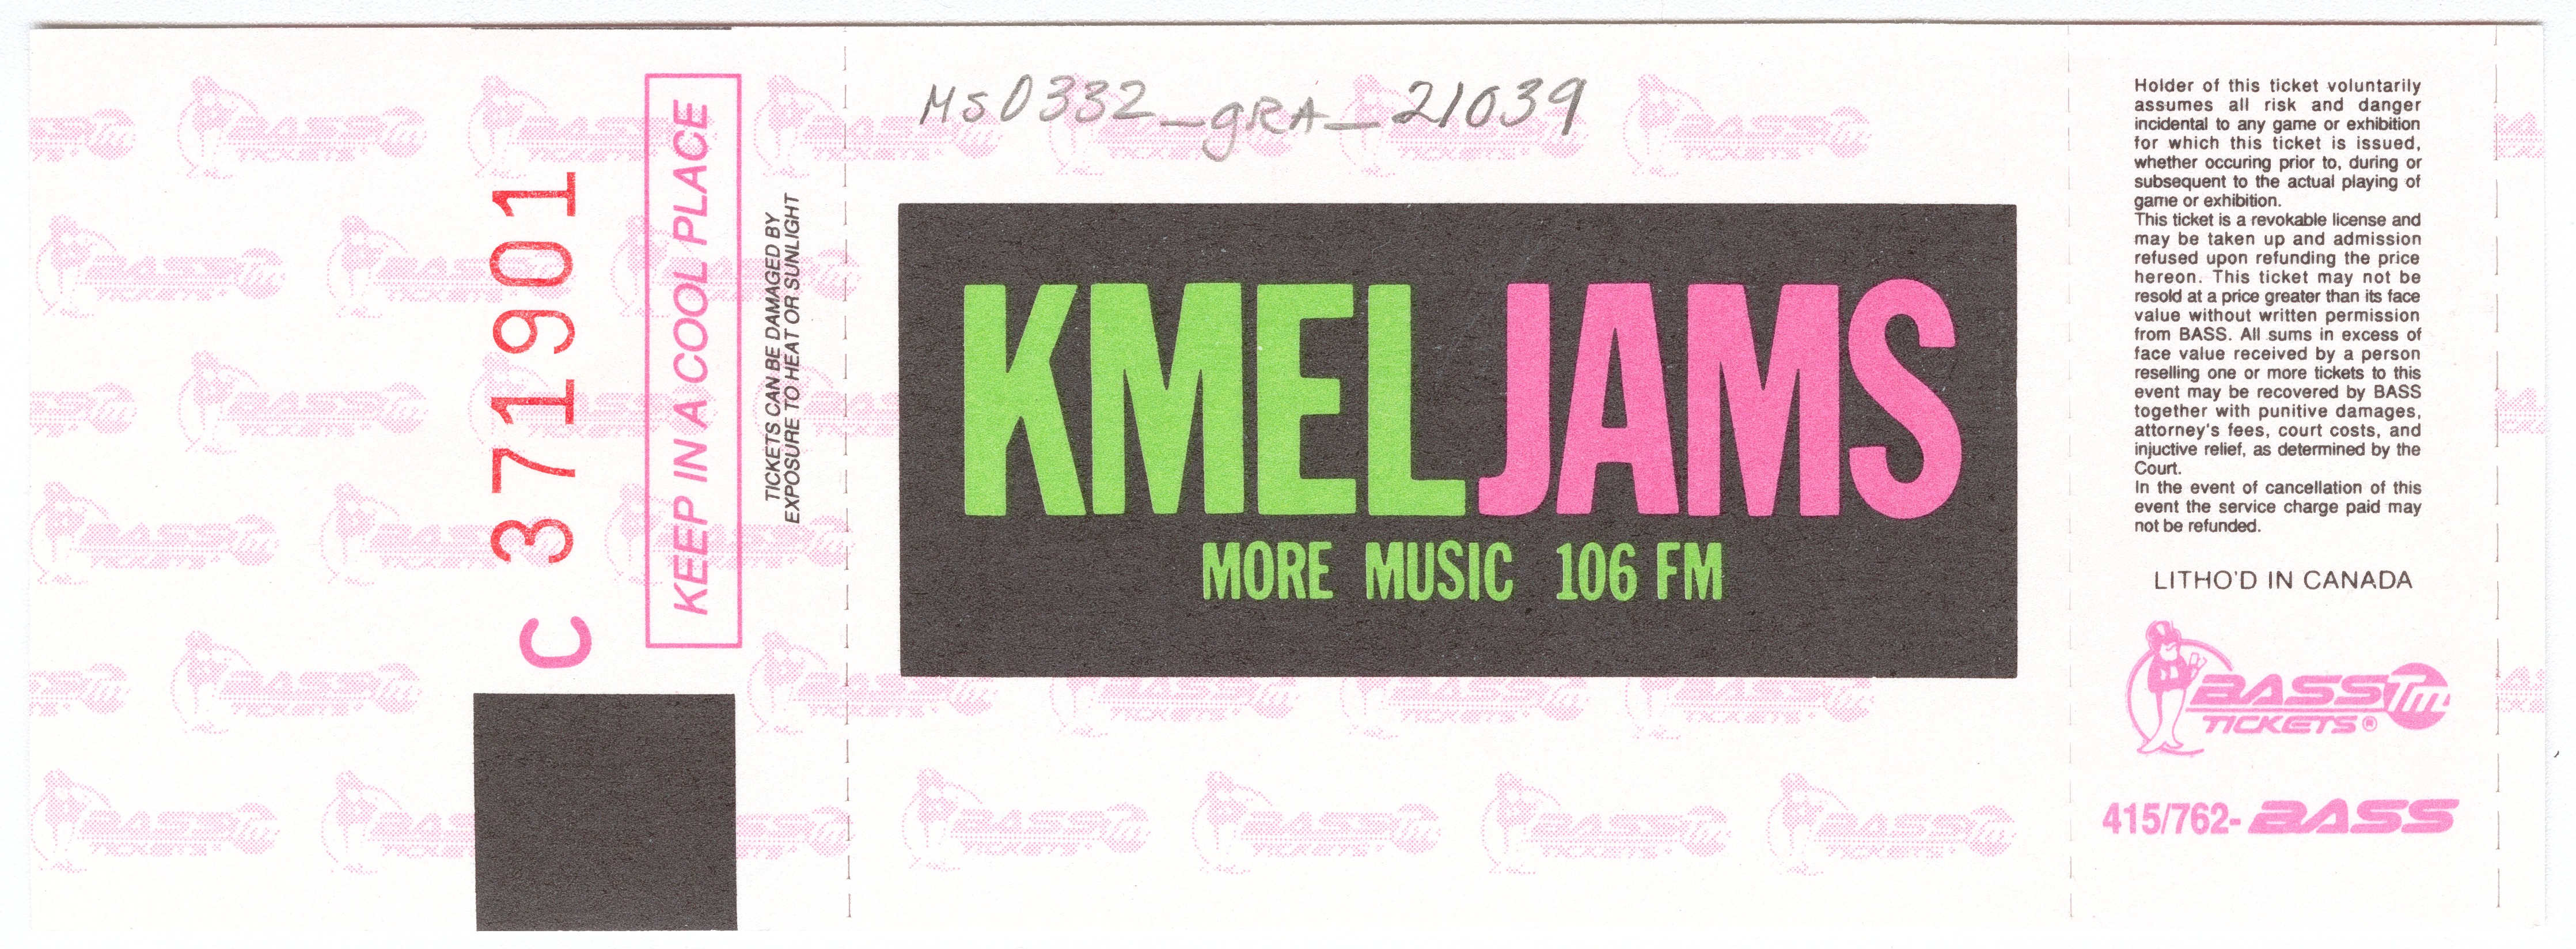 C 371901
KEEP IN A COOL PLACE
TICKETS CAN BE DAMAGED BY
EXPOSURE TO HEAT OR SUNLIGHT
MS0332_gRA_21039
KMELJAMS
MORE MUSIC 106 FM
Holder of this ticket voluntarily
assumes all risk and danger
incidental to any game or exhibition
for which this ticket is issued,
whether occuring prior to, during or
subsequent to the actual playing of
game or exhibition.
This ticket is a revokable license and
may be taken up and admission
refused upon refunding the price
hereon. This ticket may not be
resold at a price greater than its face
value without written permission
from BASS. All sums in excess of
face value received by a person
reselling one or more tickets to this
event may be recovered by BASS
together with punitive damages,
attorney's fees, court costs, and
injuctive relief, as determined by the
Court.
In the event of cancellation of this
event the service charge paid may
not be refunded.
LITHO'D IN CANADA
BASSTM
TICKETS®
415/762-BASS